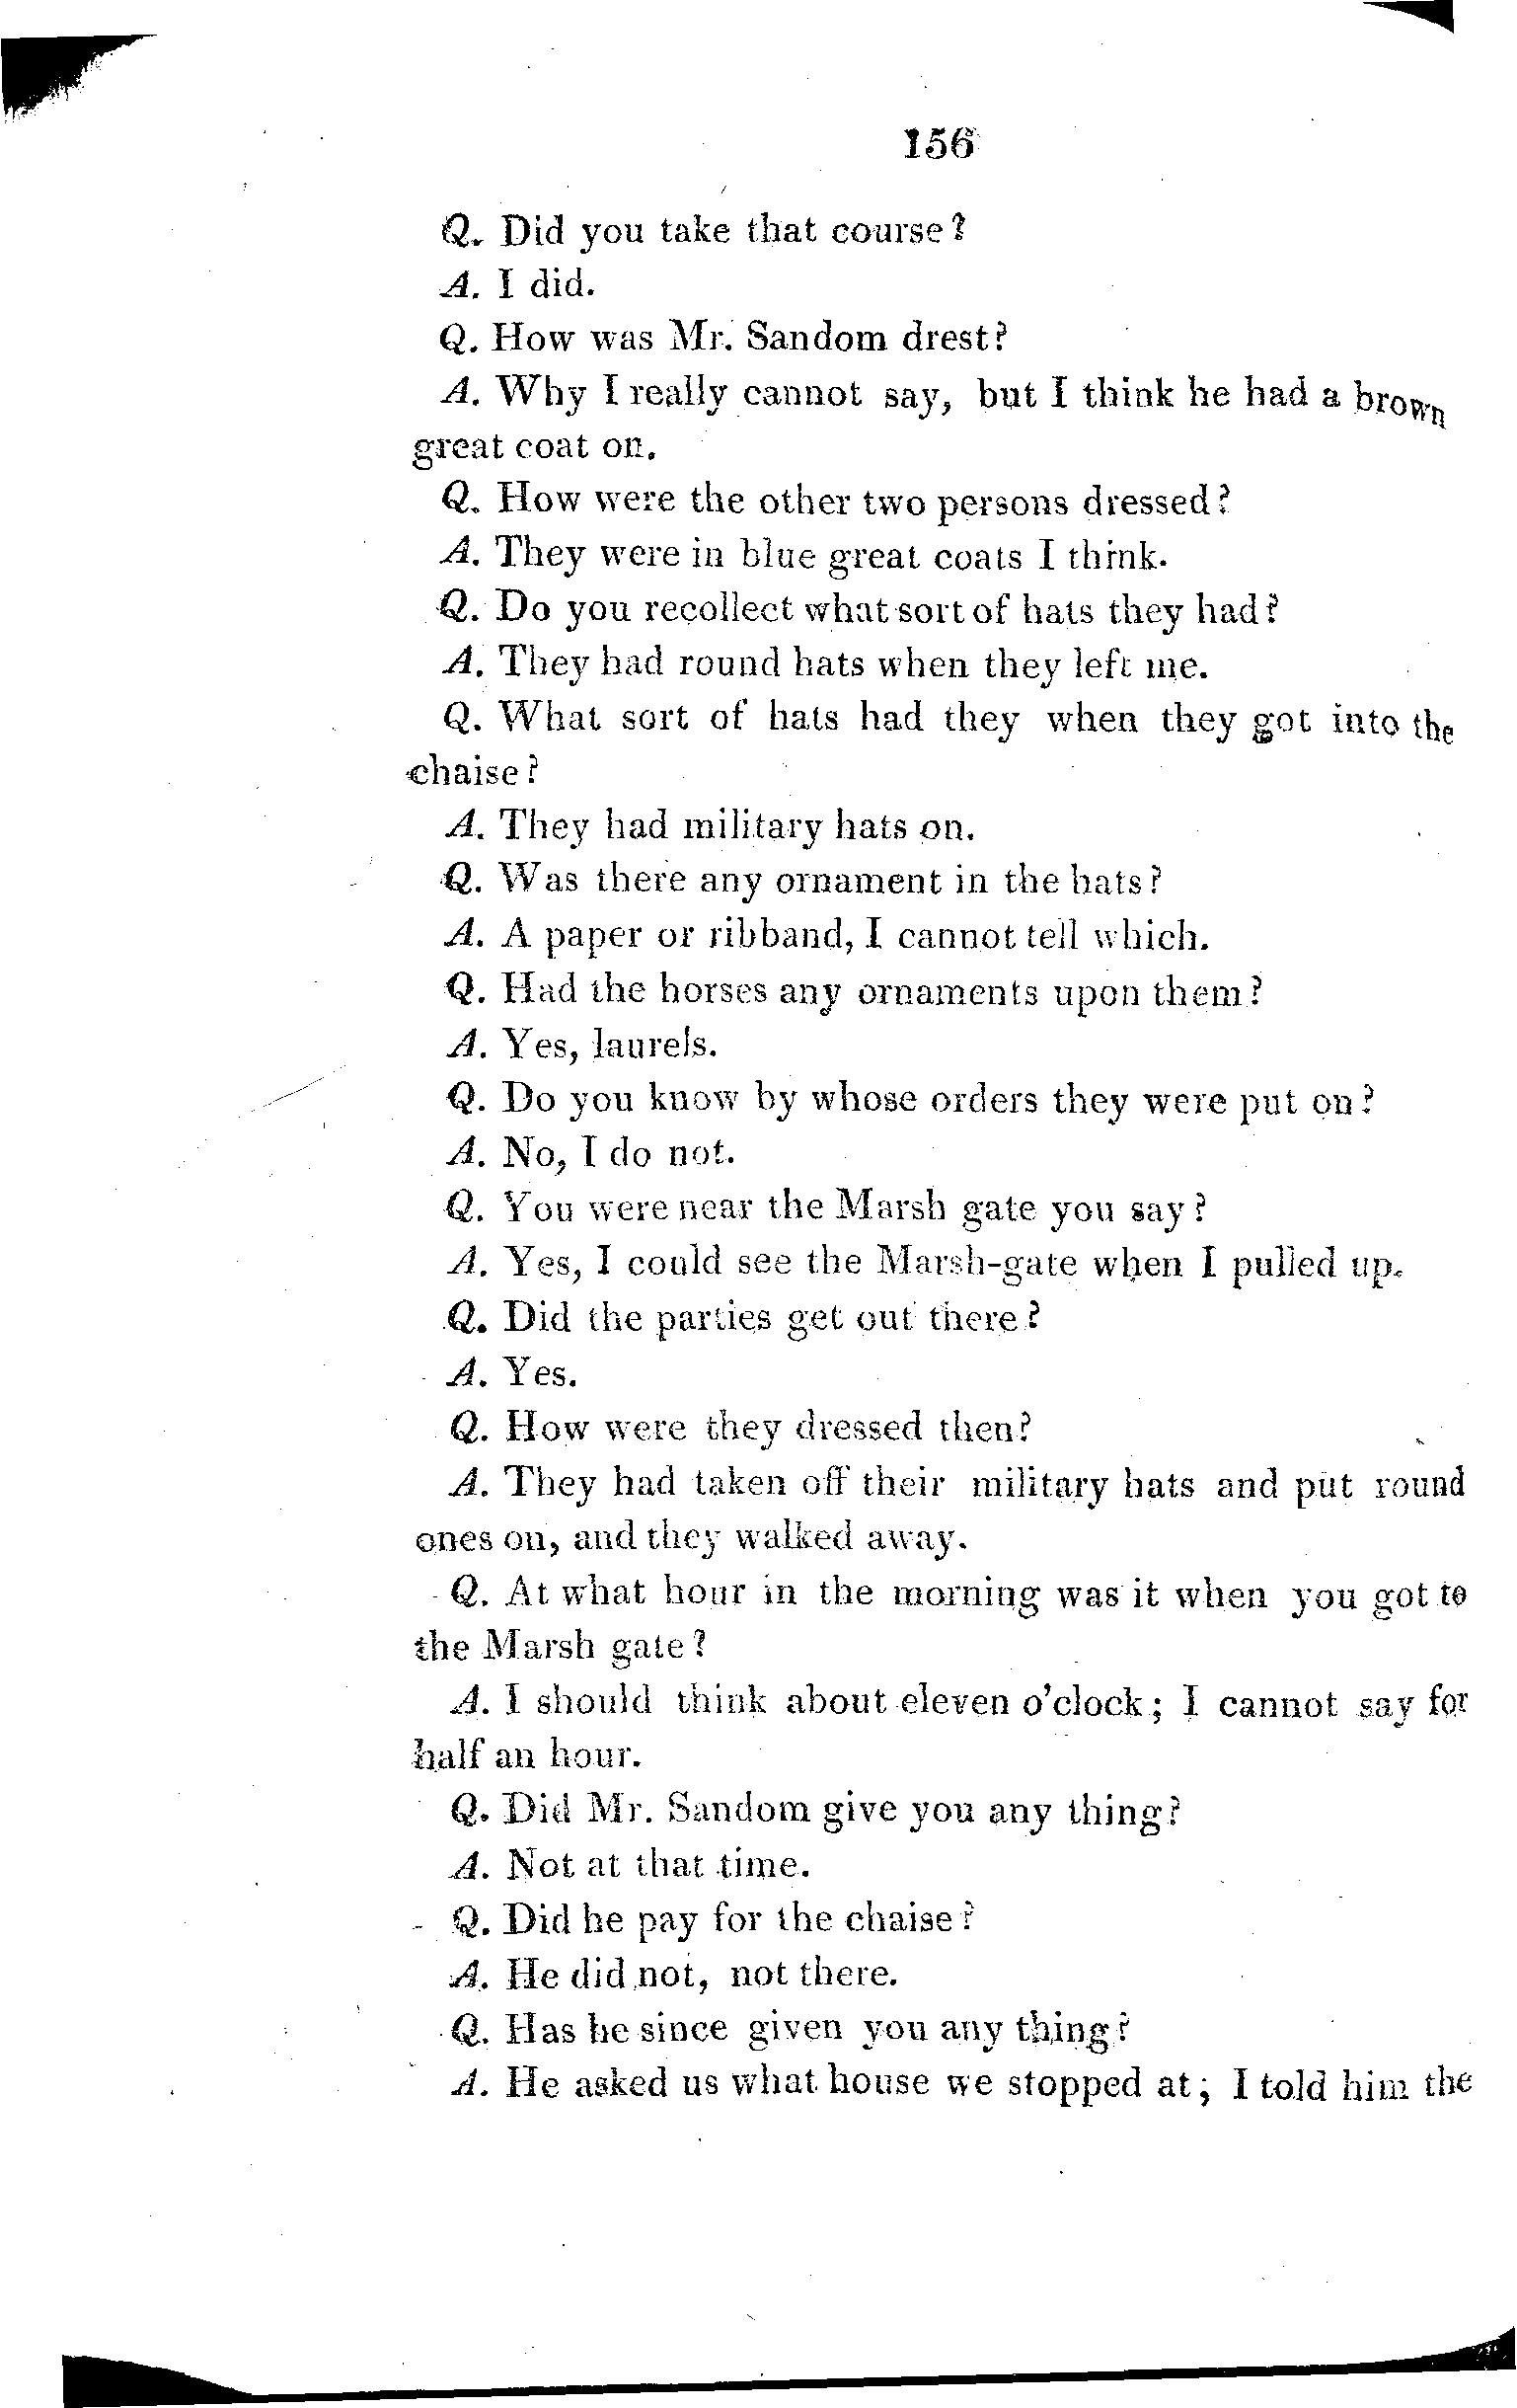 156
Q. Did you take that course?
A. I did.
Q. How was Mr. Sandom drest?
A. Why I really cannot say, but I think he had a brown
great coat on.
Q. How were the other two persons dressed?
A. They were in blue great coats I think.
Q. Do you recollect what sort of hats they had?
A. They had round hats when they left me.
Q. What sort of hats had they when they got into the
chaise?
A. They had military hats on.
Q. Was there any ornament in the hats?
A. A paper or ribband, I cannot tell which.
Q. Had the horses any ornaments upon them?
A. Yes, laurels.
Q. Do you know by whose orders they were put on?
A. No, I do not.
Q. You were near the Marsh gate you say?
A. Yes, I could see the Marsh-gate when I pulled up.
Q. Did the parties get out there?
A. Yes.
Q. How were they dressed then?
A. They had taken off their military hats and put round
ones on, and they walked away.
Q. At what hour in the morning was it when you got to
the Marsh gate?
A. I should think about eleven o'clock; I cannot say for
half an hour.
Q. Did Mr. Sandom give you any thing?
A. Not at that time.
Q. Did he pay for the chaise?
A. He did not, not there.
Q. Has he since given you any thing?
A. He asked us what house we stopped at; I told him the